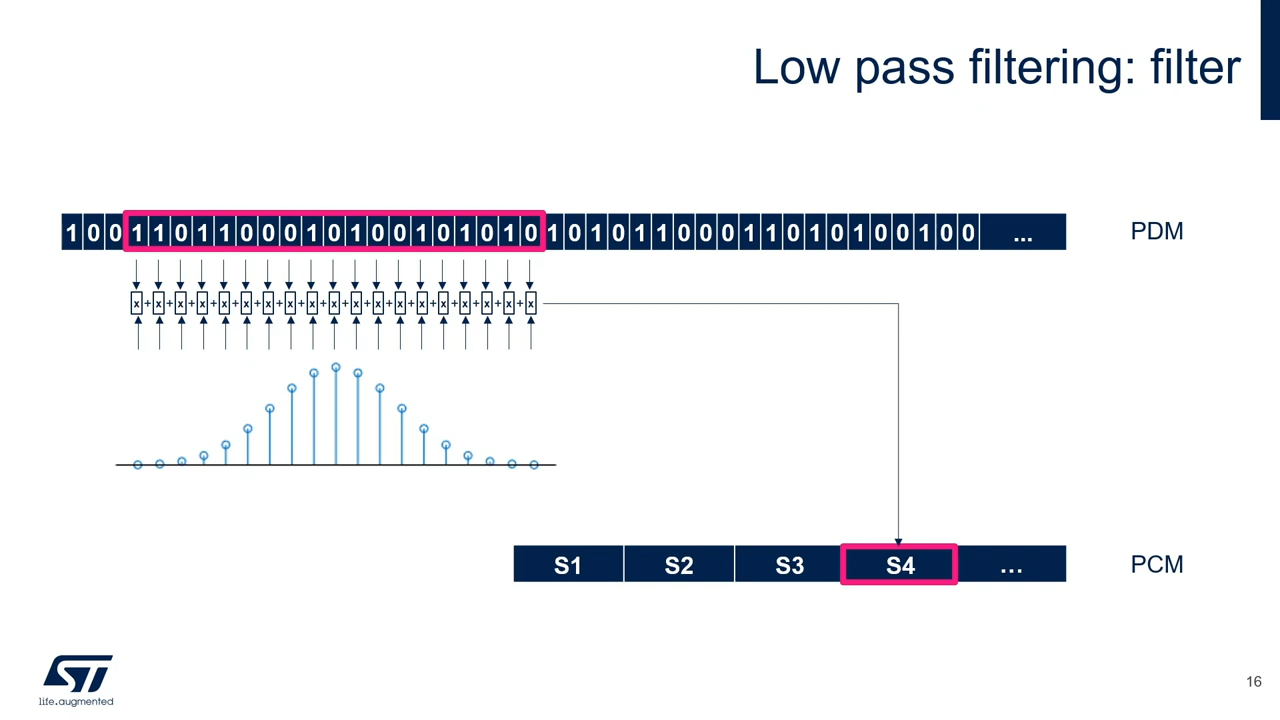 Low pass filtering: filter
1 0 0 1 1 0 1 1 0 0 0 1 0 1 0 0 1 0 1 0 1 0 1 0 1 0 1 1 0 0 0 1 1 0 1 0 1 0 0 1 0 0 ... PDM
x + x + x + x + x + x + x + x + x + x + x + x + x + x + x + x + x + x + x
S1 S2 S3 S4 ... PCM
ST
life.augmented
16